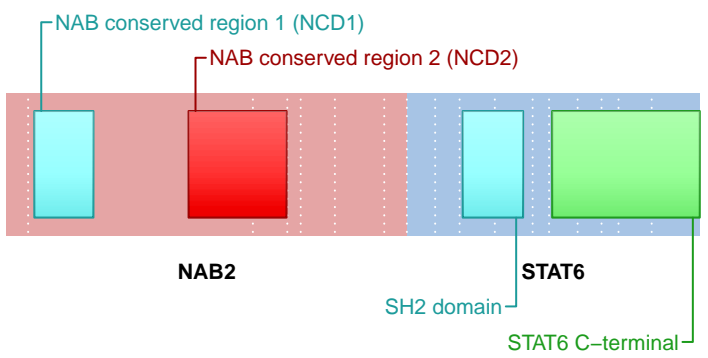 NAB conserved region 1 (NCD1)
NAB conserved region 2 (NCD2)
NAB2
STAT6
SH2 domain
STAT6 C−terminal